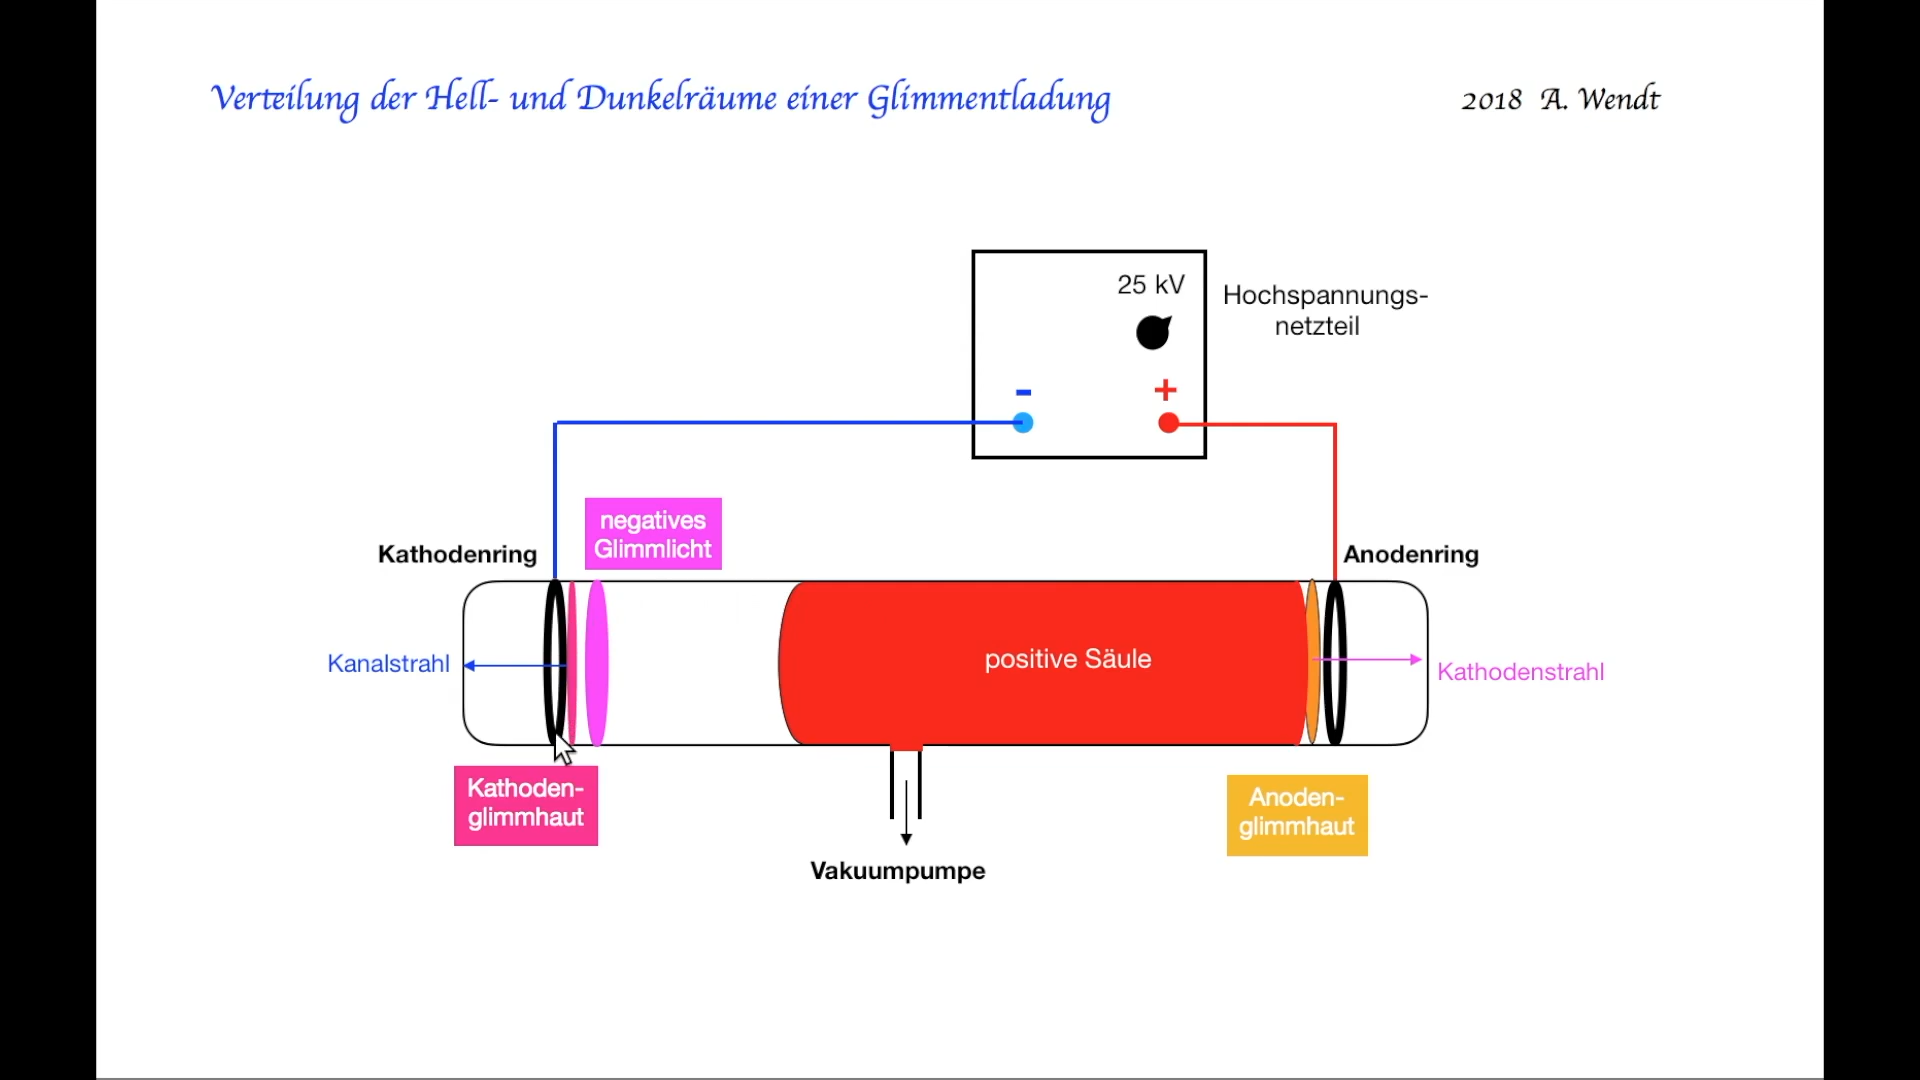 Verteilung der Hell- und Dunkelräume einer Glimmentladung
2018 A. Wendt
25 kV
Hochspannungs-
netzteil
- +
negatives
Glimmlicht
Kathodenring
Anodenring
Kanalstrahl
positive Säule
Kathodenstrahl
Kathoden-
glimmhaut
Anoden-
glimmhaut
Vakuumpumpe